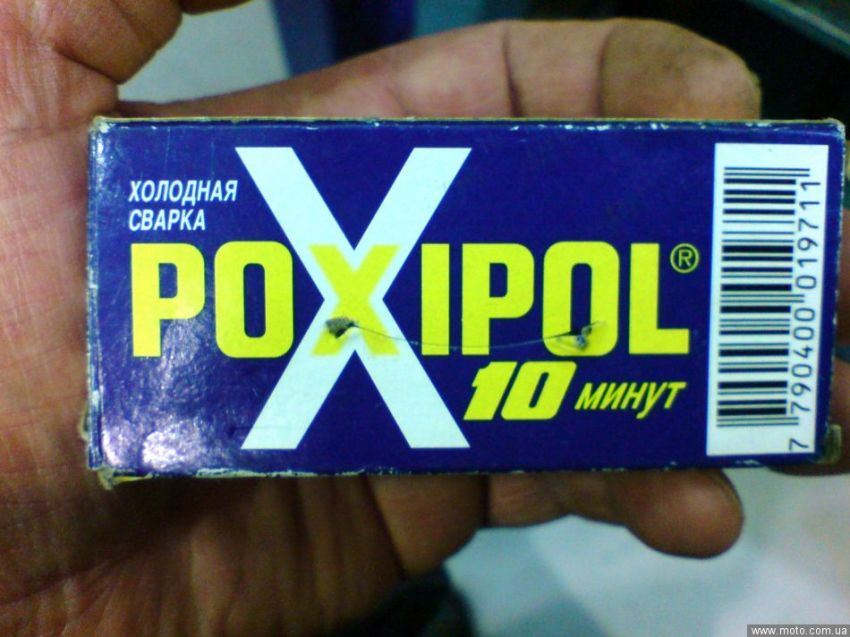 ХОЛОДНАЯ
СВАРКА
POXIPOL®
10 МИНУТ
7 790400 019711
www.moto.com.ua